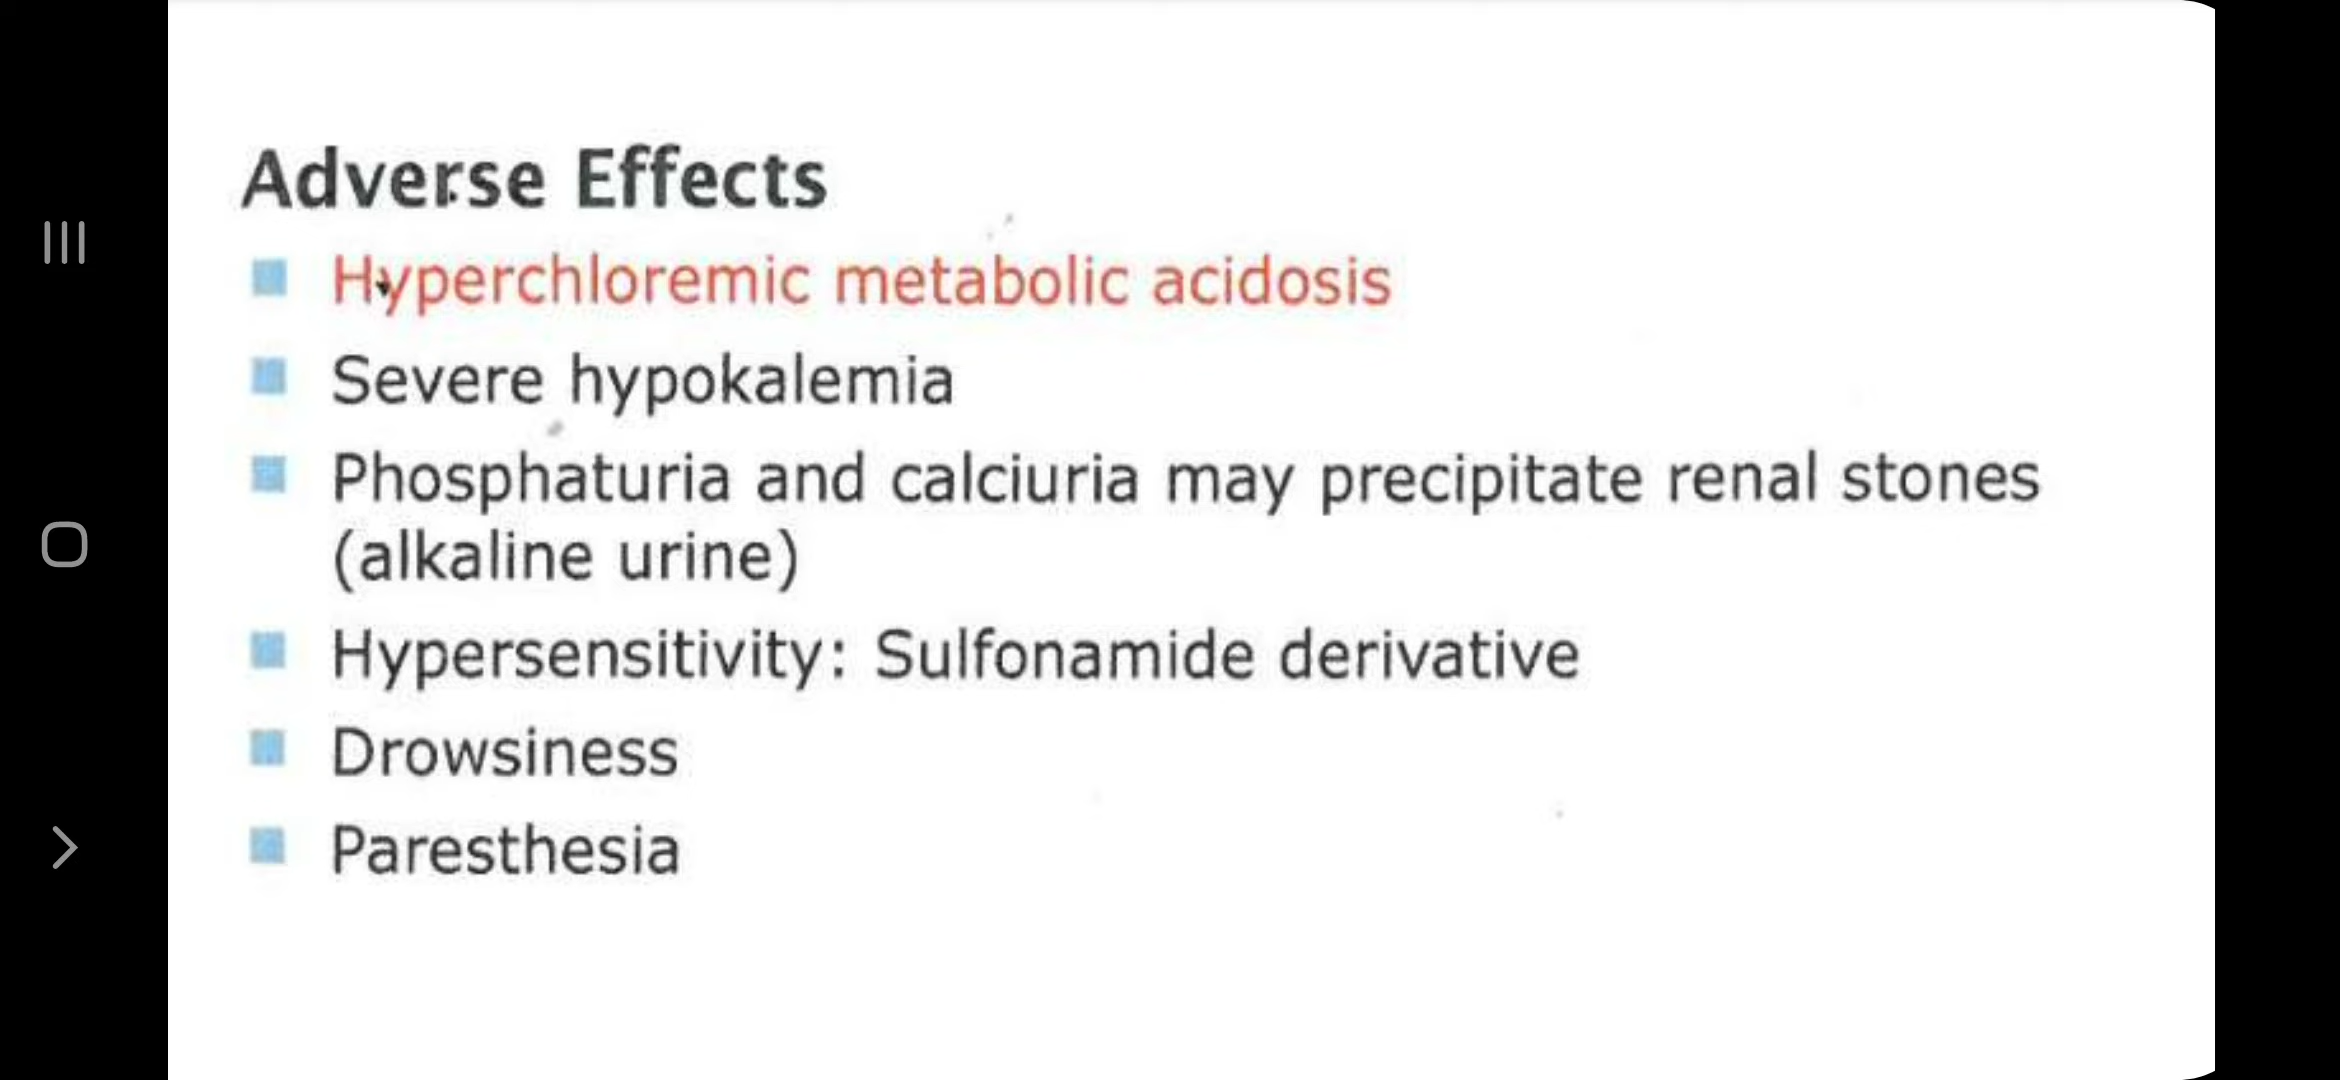 Adverse Effects
Hyperchloremic metabolic acidosis
Severe hypokalemia
Phosphaturia and calciuria may precipitate renal stones
(alkaline urine)
Hypersensitivity: Sulfonamide derivative
Drowsiness
Paresthesia